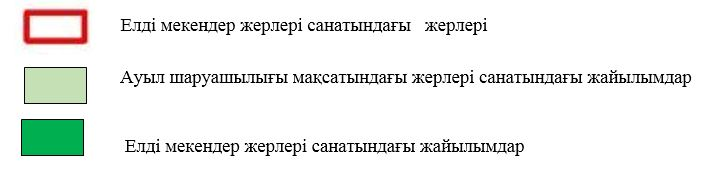 Елді мекендер жерлері санатындағы жерлері
Ауыл шаруашылығы мақсатындағы жерлері санатындағы жайылымдар
Елді мекендер жерлері санатындағы жайылымдар